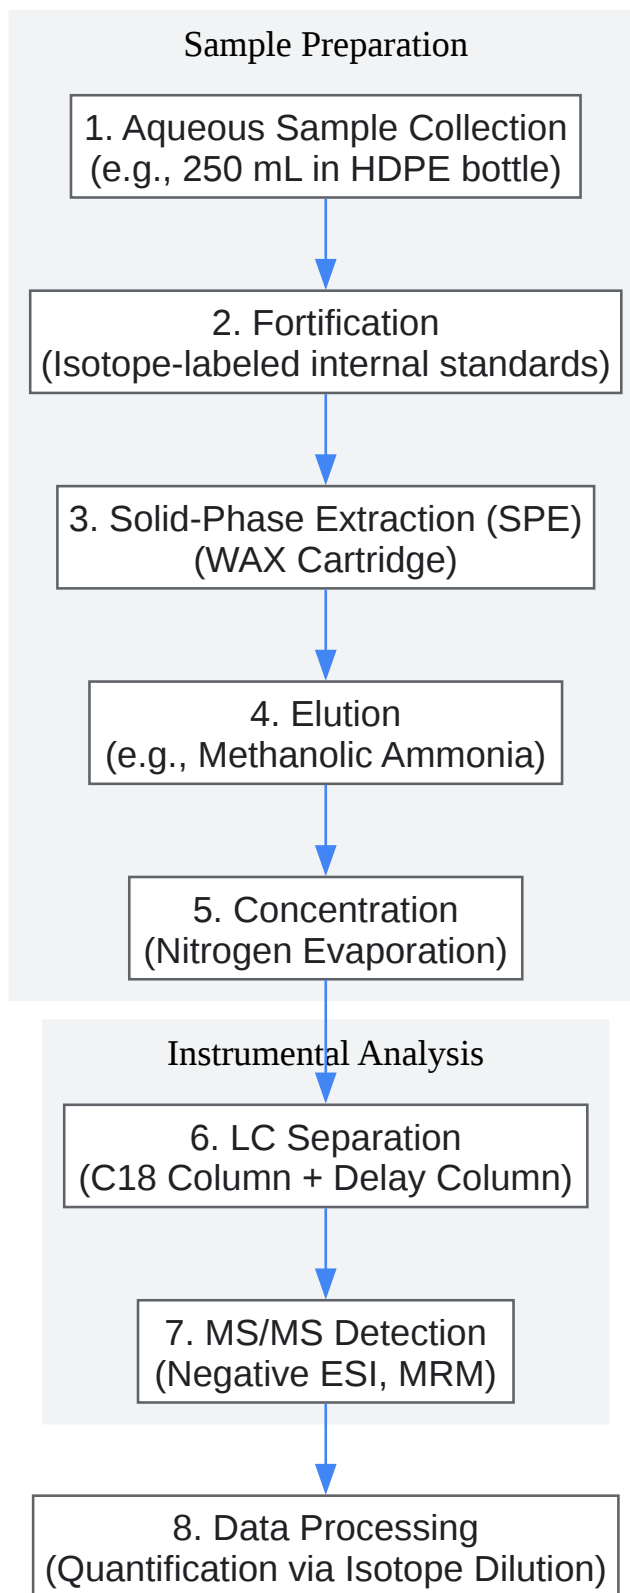 Sample Preparation
1. Aqueous Sample Collection
(e.g., 250 mL in HDPE bottle)
2. Fortification
(Isotope-labeled internal standards)
3. Solid-Phase Extraction (SPE)
(WAX Cartridge)
4. Elution
(e.g., Methanolic Ammonia)
5. Concentration
(Nitrogen Evaporation)
Instrumental Analysis
6. LC Separation
(C18 Column + Delay Column)
7. MS/MS Detection
(Negative ESI, MRM)
8. Data Processing
(Quantification via Isotope Dilution)